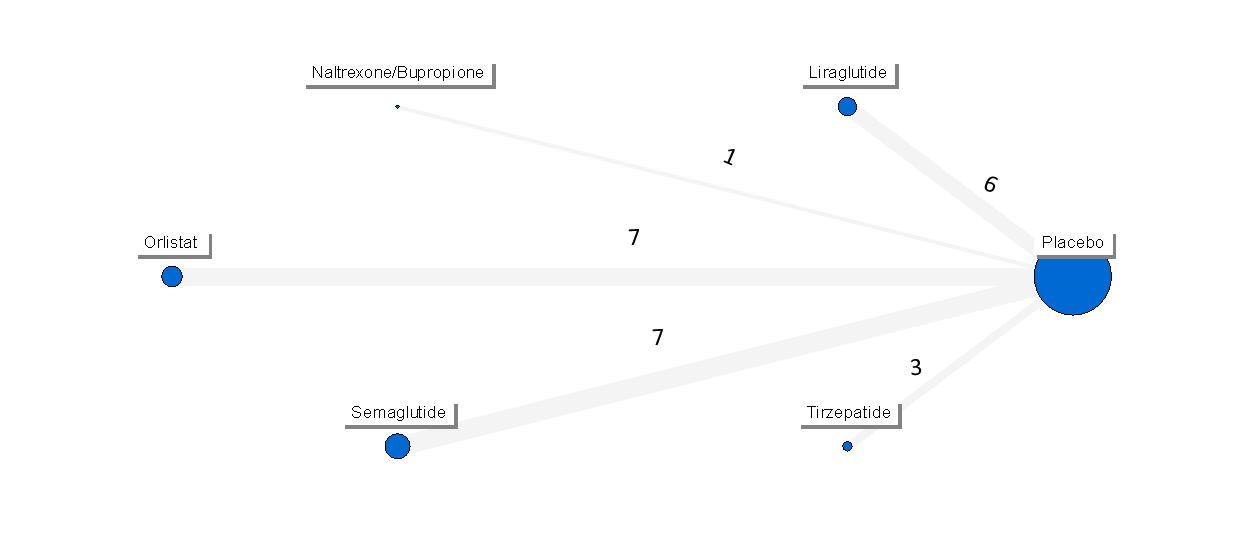 Naltrexone/Bupropione
Liraglutide
1
6
Orlistat
7
Placebo
7
3
Semaglutide
Tirzepatide